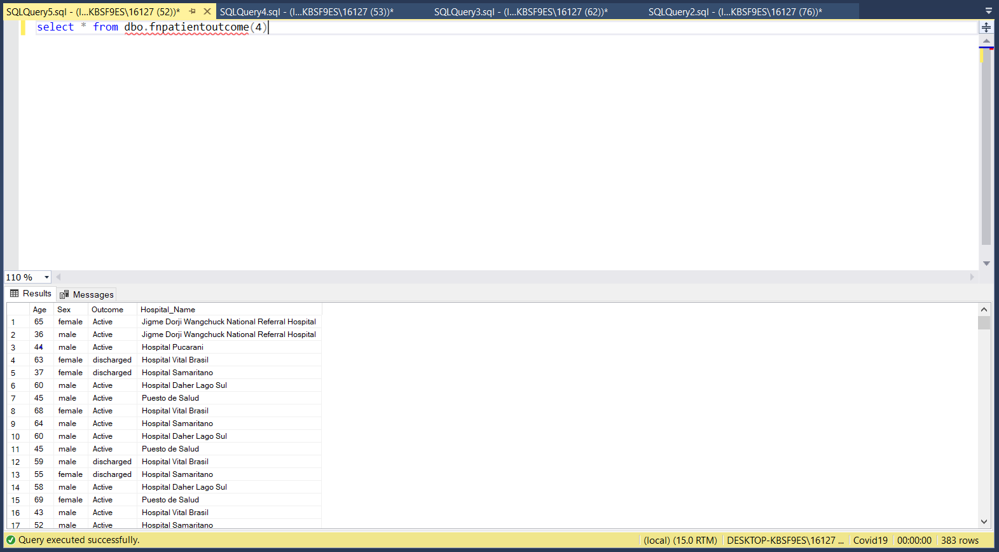 SQLQuery5.sql - (l...KBSF9ES\16127 (52))* SQLQuery4.sql - (l...KBSF9ES\16127 (53))* SQLQuery3.sql - (l...KBSF9ES\16127 (62))* SQLQuery2.sql - (l...KBSF9ES\16127 (76))*
select * from dbo.fnpatientoutcome(4)
110 %
Results Messages
Age Sex Outcome Hospital_Name
1 65 female Active Jigme Dorji Wangchuck National Referral Hospital
2 36 male Active Jigme Dorji Wangchuck National Referral Hospital
3 44 male Active Hospital Pucarani
4 63 female discharged Hospital Vital Brasil
5 37 female discharged Hospital Samaritano
6 60 male Active Hospital Daher Lago Sul
7 45 male Active Puesto de Salud
8 68 female Active Hospital Vital Brasil
9 64 male Active Hospital Samaritano
10 60 male Active Hospital Daher Lago Sul
11 45 male Active Puesto de Salud
12 59 male discharged Hospital Vital Brasil
13 55 female discharged Hospital Samaritano
14 58 male Active Hospital Daher Lago Sul
15 69 female Active Puesto de Salud
16 43 male Active Hospital Vital Brasil
17 52 male Active Hospital Samaritano
Query executed successfully. (local) (15.0 RTM) DESKTOP-KBSF9ES\16127 ... Covid19 00:00:00 383 rows